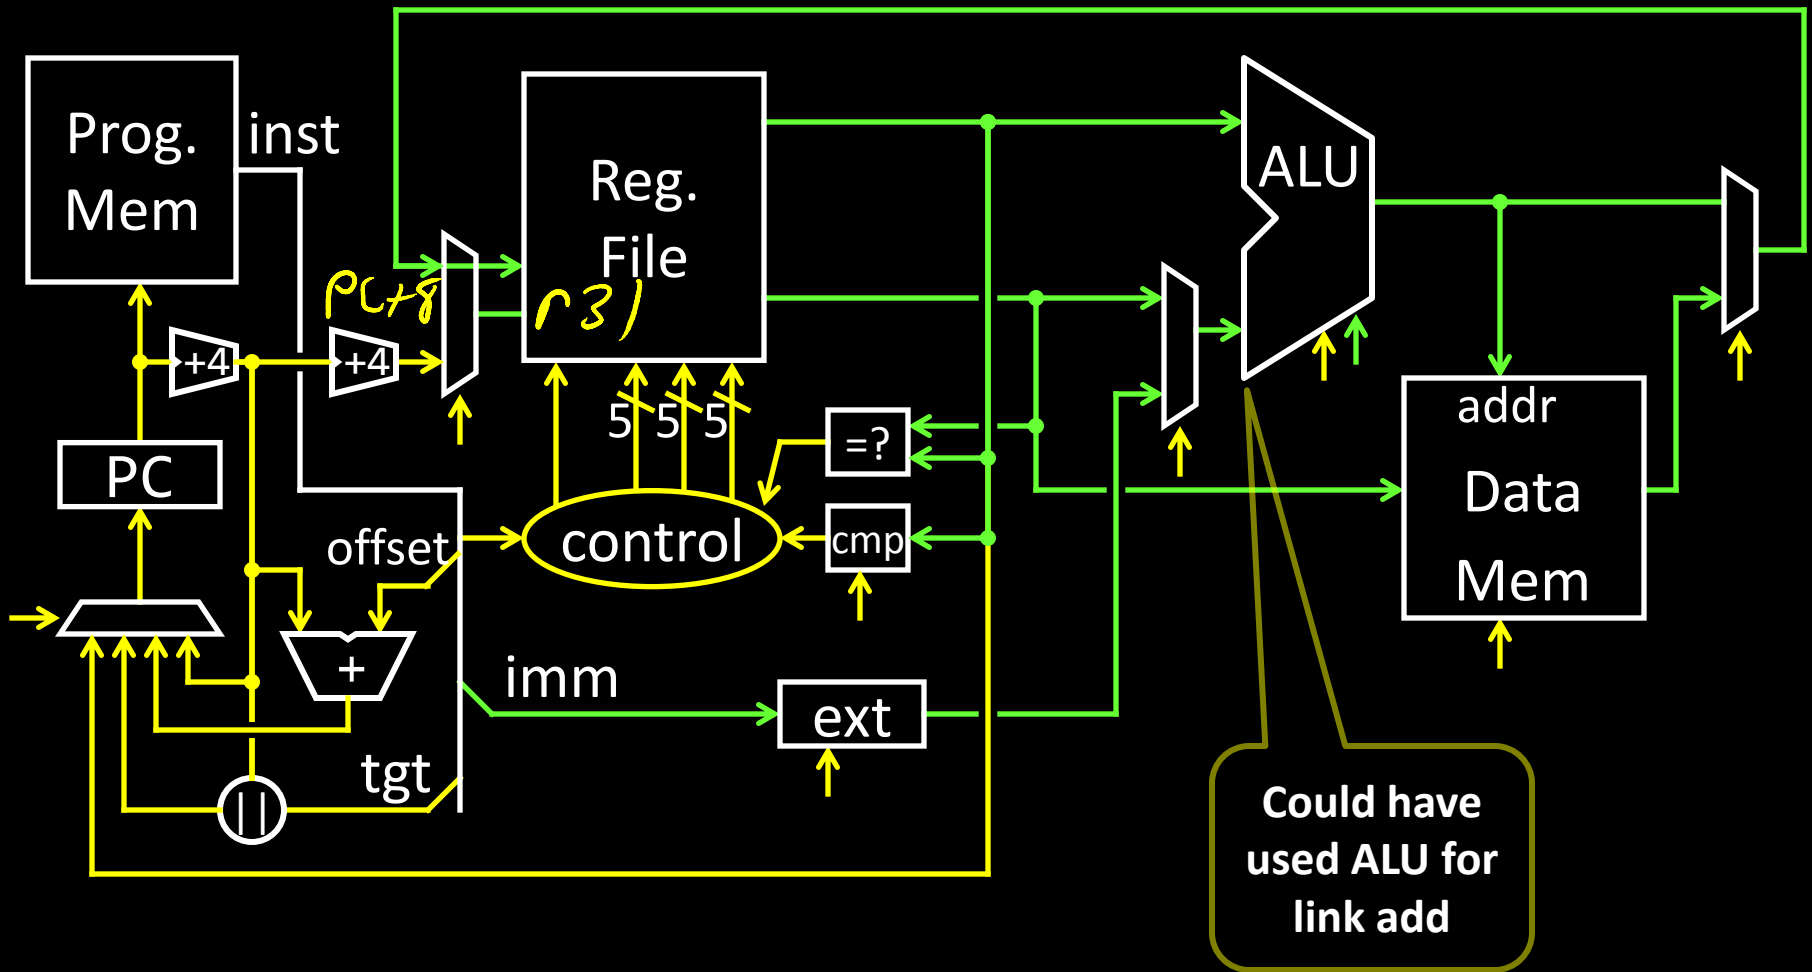 Prog.
Mem
inst
Reg.
File
ALU
PC+8
r31
+4
+4
5
5
5
=?
addr
Data
Mem
PC
offset
control
cmp
+
imm
ext
tgt
||
Could have
used ALU for
link add